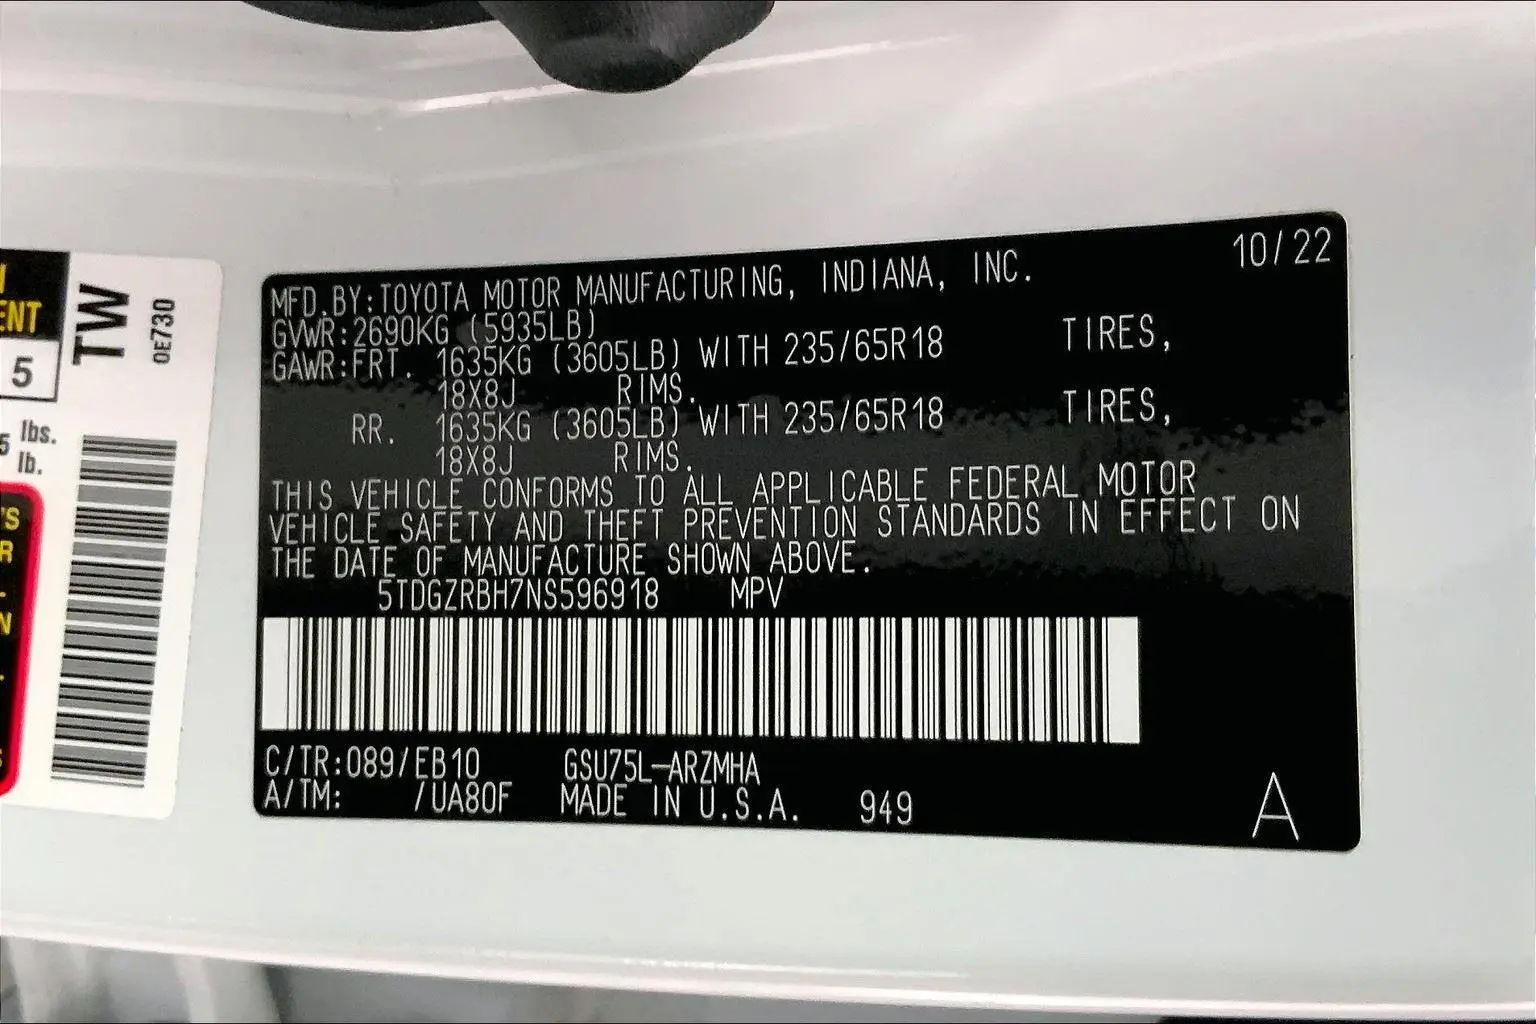 MFD.BY:TOYOTA MOTOR MANUFACTURING, INDIANA, INC. 10/22
GVWR:2690KG (5935LB)
GAWR:FRT. 1635KG (3605LB) WITH 235/65R18 TIRES,
18X8J RIMS.
RR. 1635KG (3605LB) WITH 235/65R18 TIRES,
18X8J RIMS.
THIS VEHICLE CONFORMS TO ALL APPLICABLE FEDERAL MOTOR
VEHICLE SAFETY AND THEFT PREVENTION STANDARDS IN EFFECT ON
THE DATE OF MANUFACTURE SHOWN ABOVE.
5TDGZRBH7NS596918 MPV
C/TR:089/EB10 GSU75L-ARZMHA
A/TM: /UA80F MADE IN U.S.A. 949 A
TW
0E730
5
lbs.
lb.